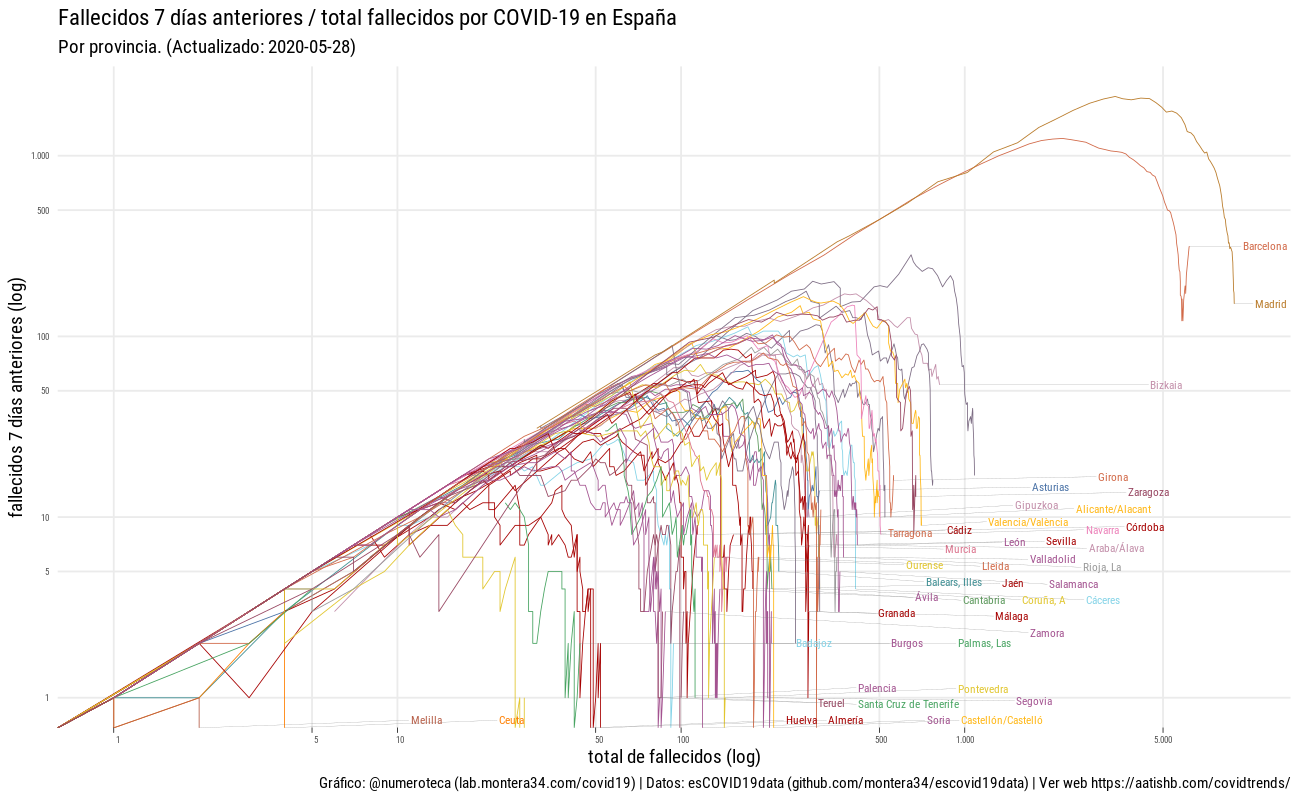 Fallecidos 7 días anteriores / total fallecidos por COVID-19 en España
Por provincia. (Actualizado: 2020-05-28)
fallecidos 7 días anteriores (log)
1.000
500
100
50
10
5
1
Barcelona
Madrid
Bizkaia
Girona
Asturias
Zaragoza
Gipuzkoa
Alicante/Alacant
Valencia/València
Tarragona
Cádiz
Navarra
Córdoba
Murcia
León
Sevilla
Araba/Álava
Ourense
Lleida
Valladolid
Rioja, La
Balears, Illes
Jaén
Salamanca
Ávila
Cantabria
Coruña, A
Cáceres
Granada
Málaga
Zamora
Badajoz
Burgos
Palmas, Las
Palencia
Pontevedra
Teruel
Santa Cruz de Tenerife
Segovia
Melilla
Ceuta
Huelva
Almería
Soria
Castellón/Castelló
1
5
10
50
100
500
1.000
5.000
total de fallecidos (log)
Gráfico: @numeroteca (lab.montera34.com/covid19) | Datos: esCOVID19data (github.com/montera34/escovid19data) | Ver web https://aatishb.com/covidtrends/